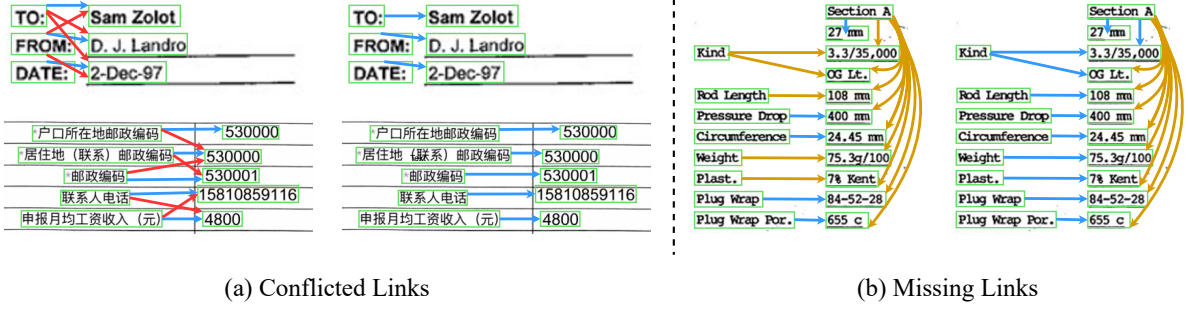 TO: Sam Zolot
FROM: D. J. Landro
DATE: 2-Dec-97
*户口所在地邮政编码 530000
*居住地（联系）邮政编码 530000
*邮政编码 530001
联系人电话 15810859116
申报月均工资收入（元） 4800
TO: Sam Zolot
FROM: D. J. Landro
DATE: 2-Dec-97
*户口所在地邮政编码 530000
*居住地（联系）邮政编码 530000
*邮政编码 530001
联系人电话 15810859116
申报月均工资收入（元） 4800
(a) Conflicted Links
Section A
27 mm
Kind 3.3/35,000
OG Lt.
Rod Length 108 mm
Pressure Drop 400 mm
Circumference 24.45 mm
Weight 75.3g/100
Plast. 7% Kent
Plug Wrap 84-52-28
Plug Wrap Por. 655 c
Section A
27 mm
Kind 3.3/35,000
OG Lt.
Rod Length 108 mm
Pressure Drop 400 mm
Circumference 24.45 mm
Weight 75.3g/100
Plast. 7% Kent
Plug Wrap 84-52-28
Plug Wrap Por. 655 c
(b) Missing Links